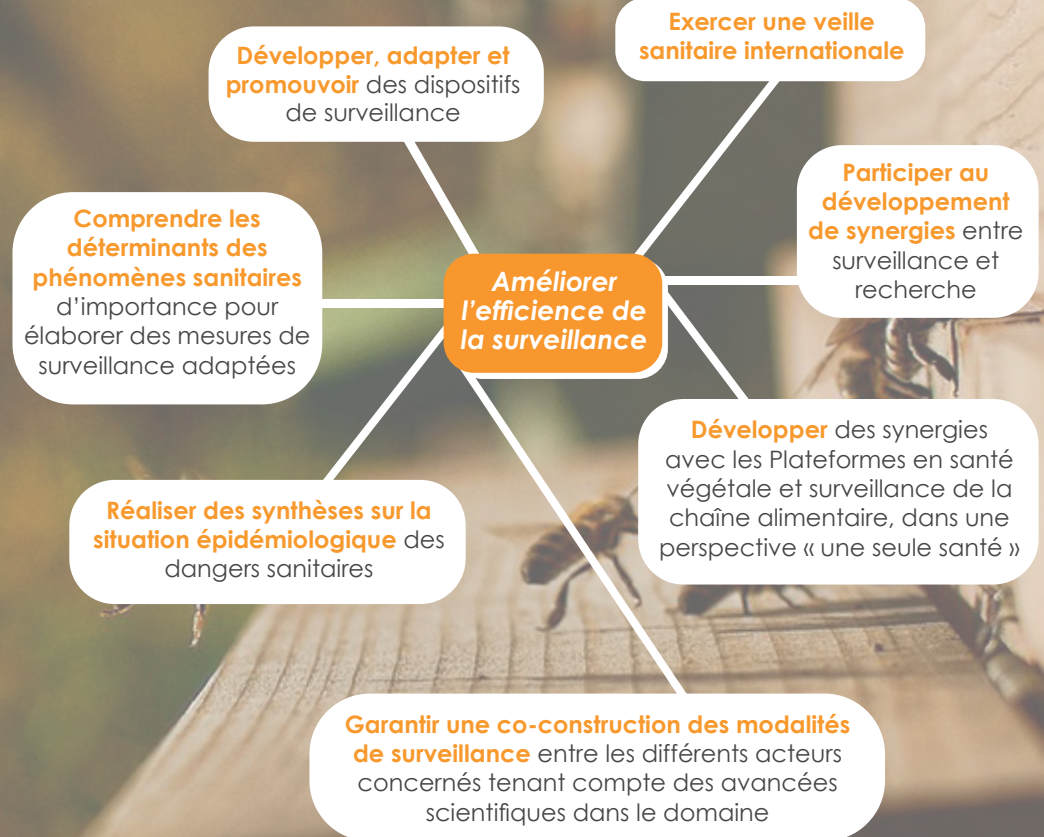 Exercer une veille
sanitaire internationale
Développer, adapter et
promouvoir des dispositifs
de surveillance
Participer au
développement
de synergies entre
surveillance et
recherche
Comprendre les
déterminants des
phénomènes sanitaires
d'importance pour
élaborer des mesures de
surveillance adaptées
Améliorer
l'efficience de
la surveillance
Développer des synergies
avec les Plateformes en santé
végétale et surveillance de la
chaîne alimentaire, dans une
perspective « une seule santé »
Réaliser des synthèses sur la
situation épidémiologique des
dangers sanitaires
Garantir une co-construction des modalités
de surveillance entre les différents acteurs
concernés tenant compte des avancées
scientifiques dans le domaine